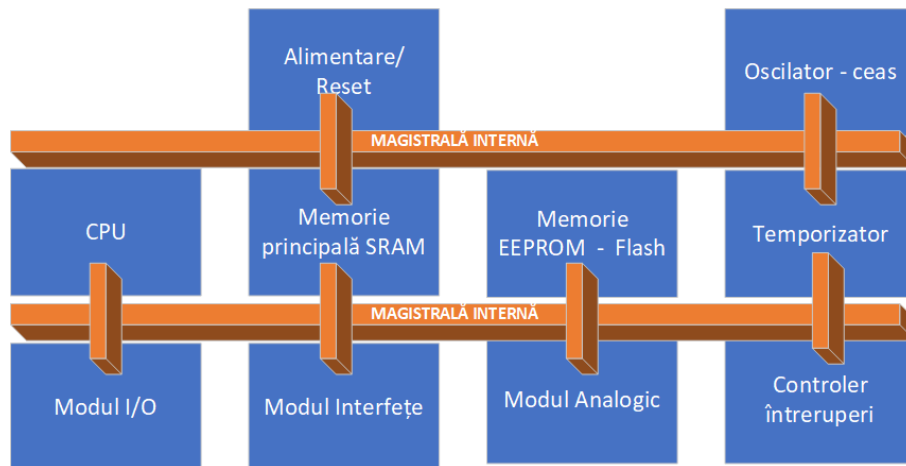 Alimentare/
Reset
Oscilator - ceas
MAGISTRALĂ INTERNĂ
CPU
Memorie
principală SRAM
Memorie
EEPROM - Flash
Temporizator
MAGISTRALĂ INTERNĂ
Modul I/O
Modul Interfețe
Modul Analogic
Controler
întreruperi